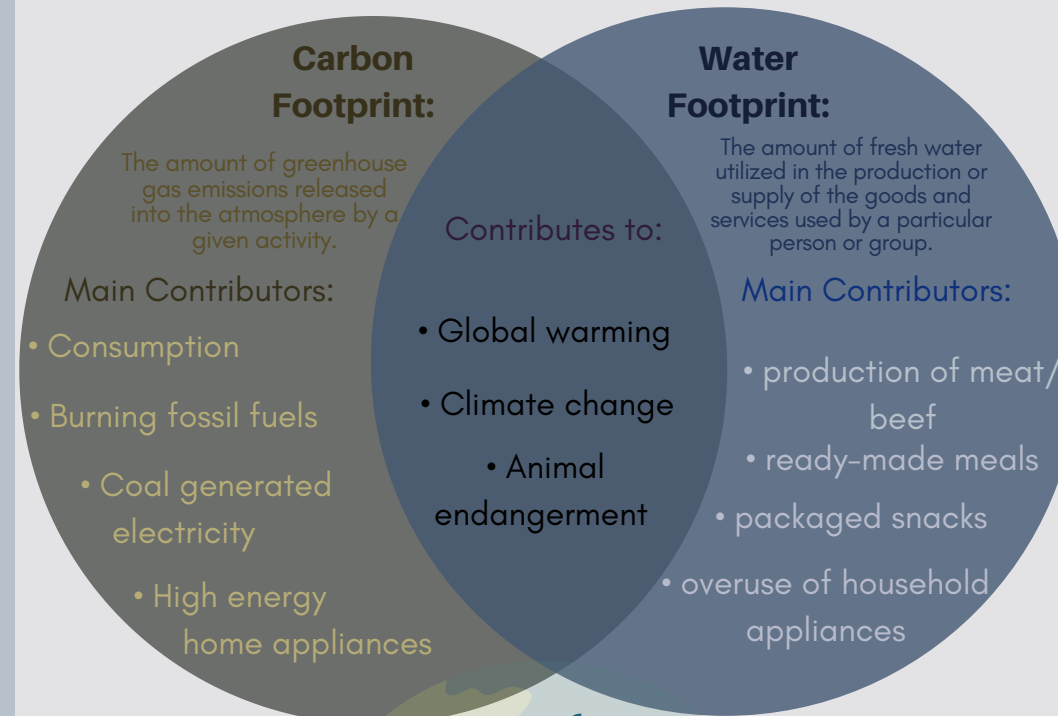 Carbon
Footprint:
The amount of greenhouse
gas emissions released
into the atmosphere by a
given activity.
Main Contributors:
• Consumption
• Burning fossil fuels
• Coal generated
electricity
• High energy
home appliances
Contributes to:
• Global warming
• Climate change
• Animal
endangerment
Water
Footprint:
The amount of fresh water
utilized in the production or
supply of the goods and
services used by a particular
person or group.
Main Contributors:
• production of meat/
beef
• ready-made meals
• packaged snacks
• overuse of household
appliances